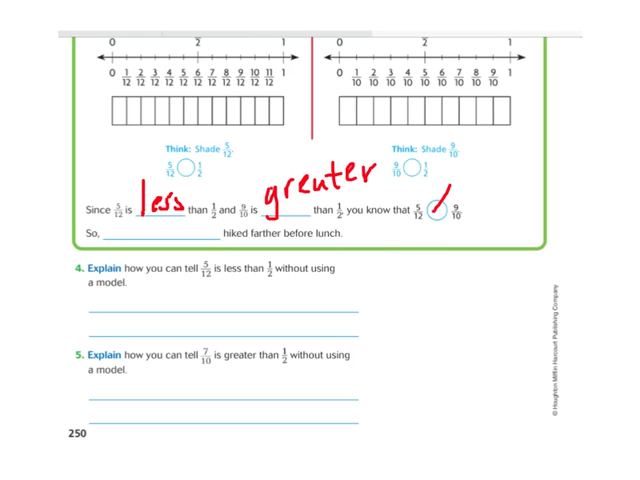 0 1/2 1 0 1/2 1
0 1/12 2/12 3/12 4/12 5/12 6/12 7/12 8/12 9/12 10/12 11/12 1 0 1/10 2/10 3/10 4/10 5/10 6/10 7/10 8/10 9/10 1
Think: Shade 5/12. Think: Shade 9/10.
5/12 ◯ 1/2 9/10 ◯ 1/2
Since 5/12 is less than 1/2 and 9/10 is greater than 1/2, you know that 5/12 ◯ 9/10.
So, ____ hiked farther before lunch.
4. Explain how you can tell 5/12 is less than 1/2 without using
a model.
5. Explain how you can tell 7/10 is greater than 1/2 without using
a model.
© Houghton Mifflin Harcourt Publishing Company
250